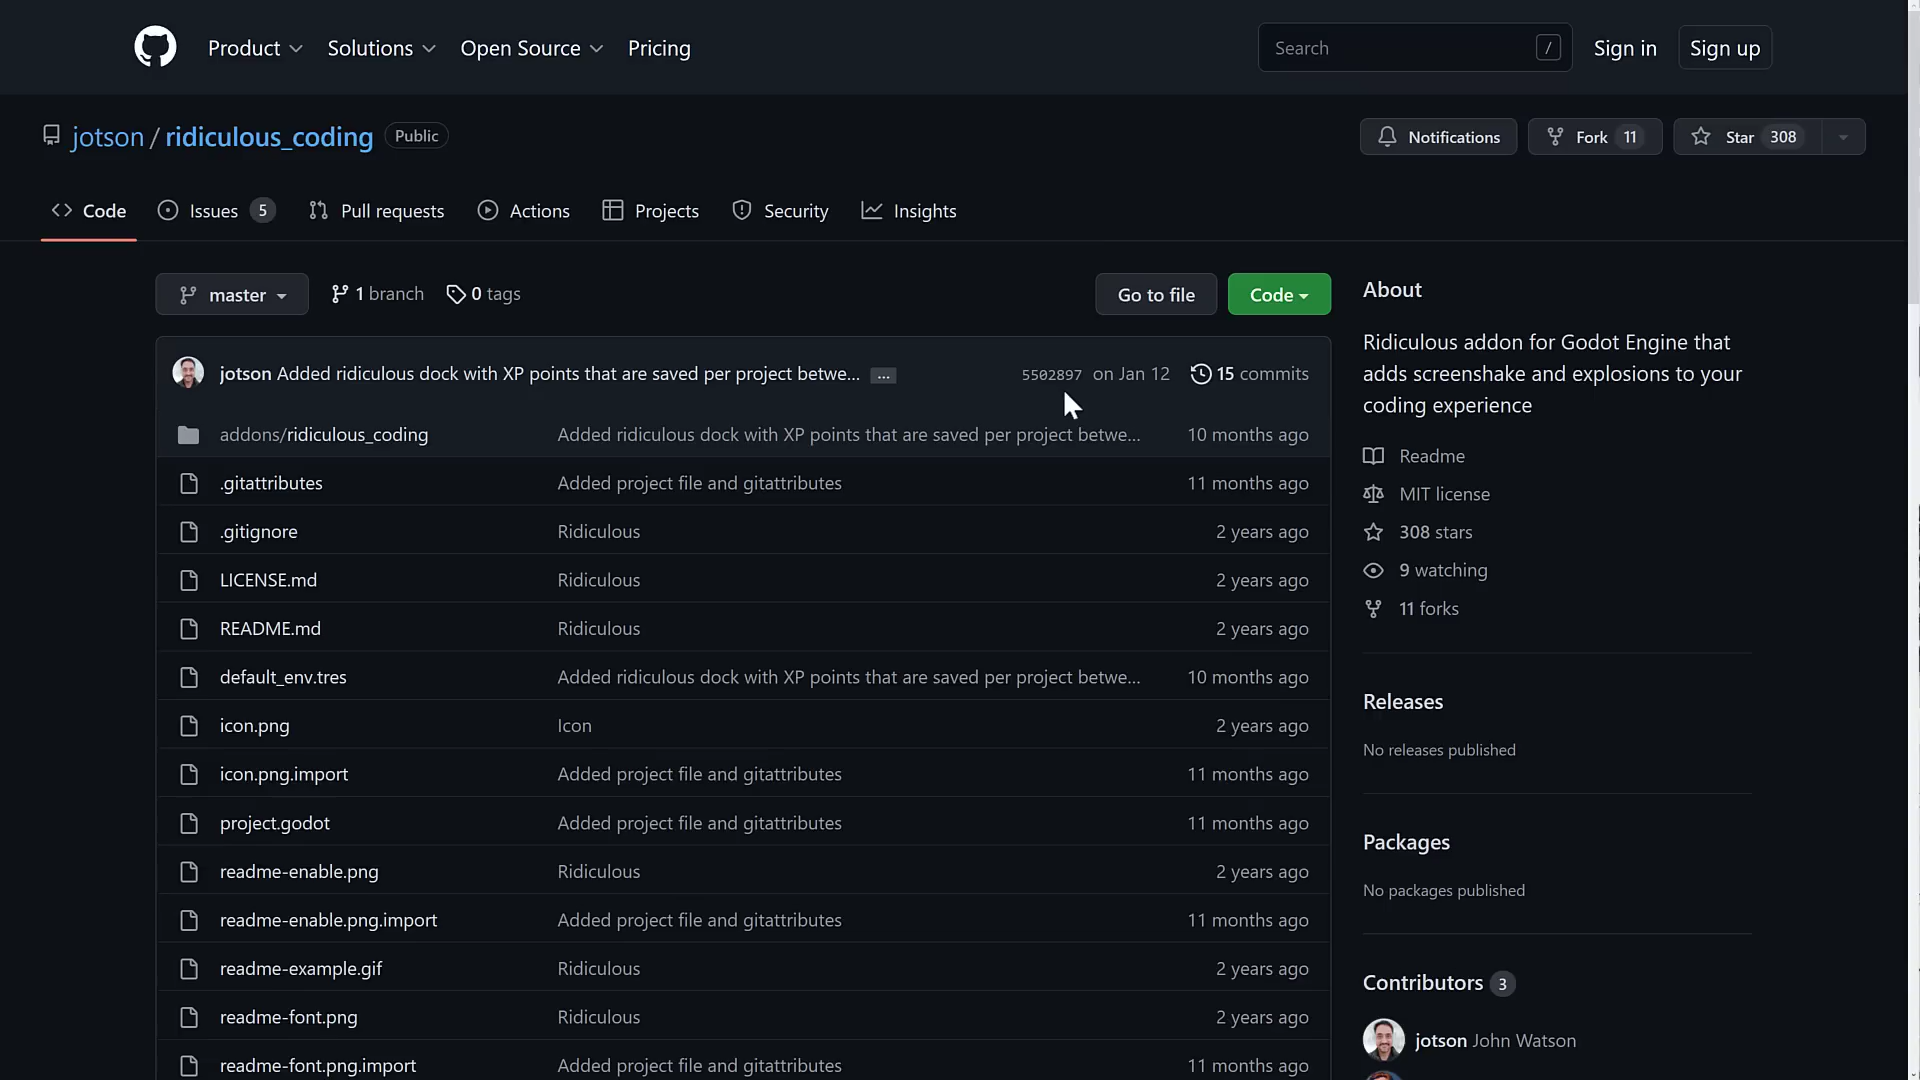 Product Solutions Open Source Pricing Search / Sign in Sign up
jotson / ridiculous_coding Public Notifications Fork 11 Star 308
Code Issues 5 Pull requests Actions Projects Security Insights
master 1 branch 0 tags Go to file Code
jotson Added ridiculous dock with XP points that are saved per project betwe... ... 5502897 on Jan 12 15 commits
addons/ridiculous_coding Added ridiculous dock with XP points that are saved per project betwe... 10 months ago
.gitattributes Added project file and gitattributes 11 months ago
.gitignore Ridiculous 2 years ago
LICENSE.md Ridiculous 2 years ago
README.md Ridiculous 2 years ago
default_env.tres Added ridiculous dock with XP points that are saved per project betwe... 10 months ago
icon.png Icon 2 years ago
icon.png.import Added project file and gitattributes 11 months ago
project.godot Added project file and gitattributes 11 months ago
readme-enable.png Ridiculous 2 years ago
readme-enable.png.import Added project file and gitattributes 11 months ago
readme-example.gif Ridiculous 2 years ago
readme-font.png Ridiculous 2 years ago
readme-font.png.import Added project file and gitattributes 11 months ago
About
Ridiculous addon for Godot Engine that
adds screenshake and explosions to your
coding experience
Readme
MIT license
308 stars
9 watching
11 forks
Releases
No releases published
Packages
No packages published
Contributors 3
jotson John Watson